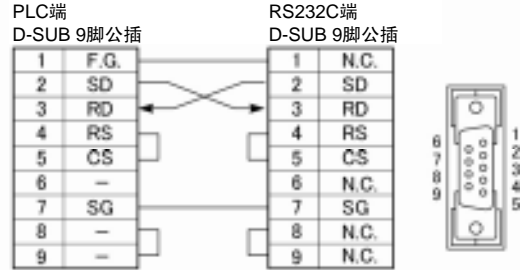 PLC端
D-SUB 9脚公插
RS232C端
D-SUB 9脚公插
1 F.G. 1 N.C.
2 SD 2 SD
3 RD 3 RD
4 RS 4 RS
5 CS 5 CS
6 – 6 N.C.
7 SG 7 SG
8 – 8 N.C.
9 – 9 N.C.
6
7
8
9
1
2
3
4
5